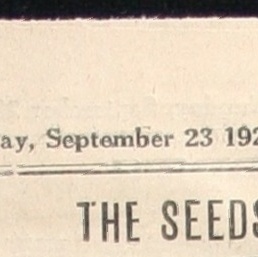 ay, September 23 192
THE SEEDS